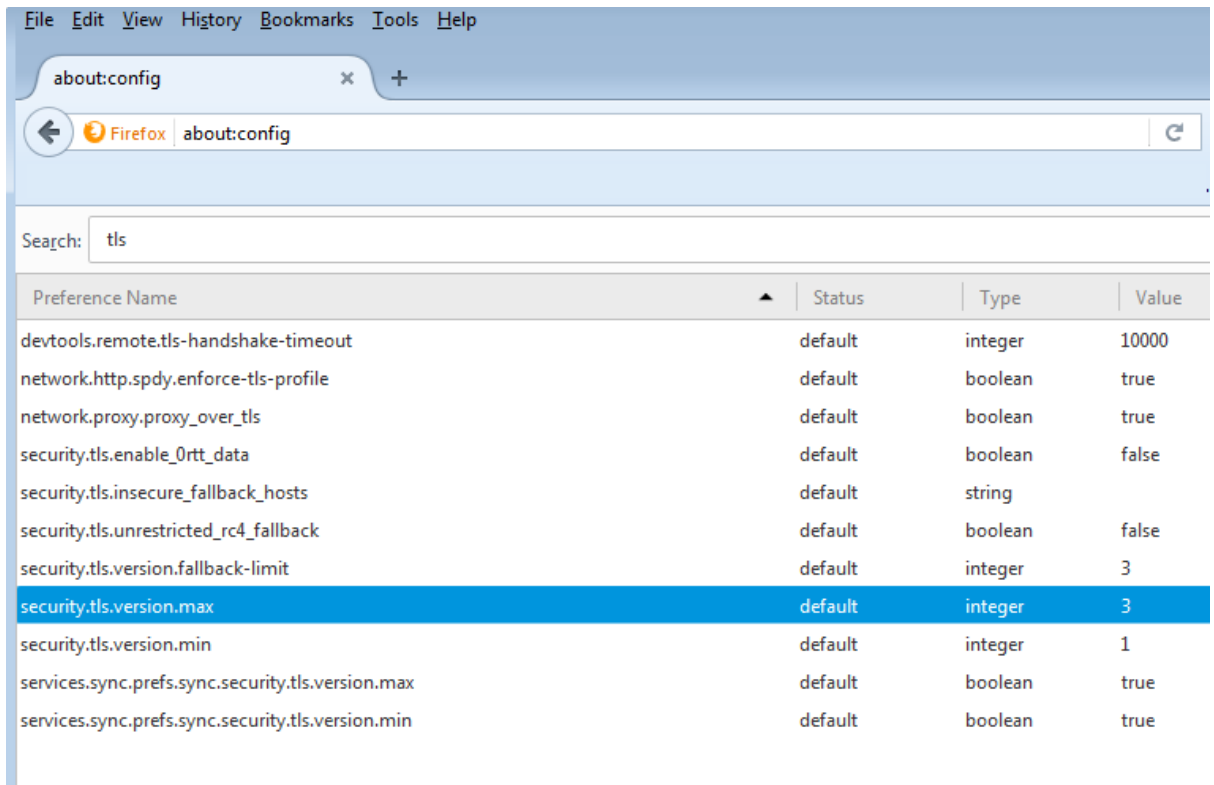 File Edit View History Bookmarks Tools Help
about:config
Firefox about:config
Search: tls
Preference Name Status Type Value
devtools.remote.tls-handshake-timeout default integer 10000
network.http.spdy.enforce-tls-profile default boolean true
network.proxy.proxy_over_tls default boolean true
security.tls.enable_0rtt_data default boolean false
security.tls.insecure_fallback_hosts default string
security.tls.unrestricted_rc4_fallback default boolean false
security.tls.version.fallback-limit default integer 3
security.tls.version.max default integer 3
security.tls.version.min default integer 1
services.sync.prefs.sync.security.tls.version.max default boolean true
services.sync.prefs.sync.security.tls.version.min default boolean true